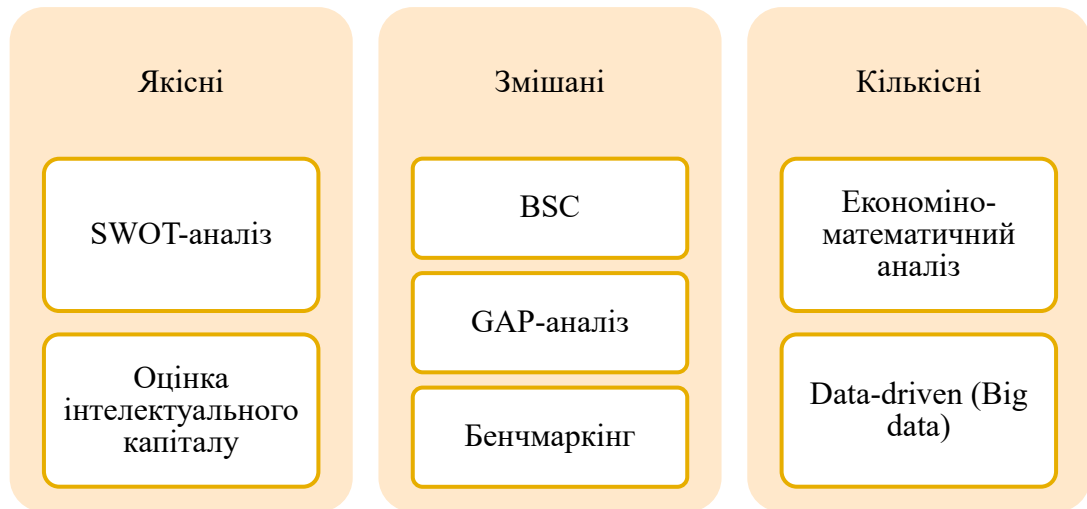 Якісні
SWOT-аналіз
Оцінка
інтелектуального
капіталу
Змішані
BSC
GAP-аналіз
Бенчмаркінг
Кількісні
Економіно-
математичний
аналіз
Data-driven (Big
data)